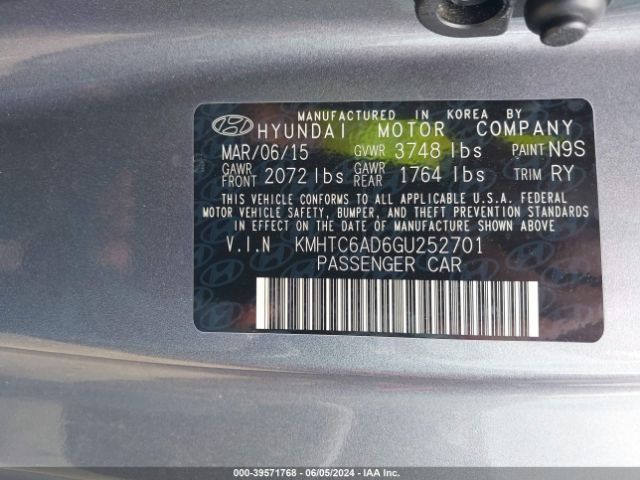 MANUFACTURED IN KOREA BY
HYUNDAI MOTOR COMPANY
MAR/06/15 GVWR 3748 lbs PAINT N9S
GAWR FRONT 2072 lbs GAWR REAR 1764 lbs TRIM RY
THIS VEHICLE CONFORMS TO ALL APPLICABLE U.S.A. FEDERAL
MOTOR VEHICLE SAFETY, BUMPER, AND THEFT PREVENTION STANDARDS
IN EFFECT ON THE DATE OF MANUFACTURE SHOWN ABOVE
V.I.N KMHTC6AD6GU252701
PASSENGER CAR
000-39571768 - 06/05/2024 - IAA Inc.